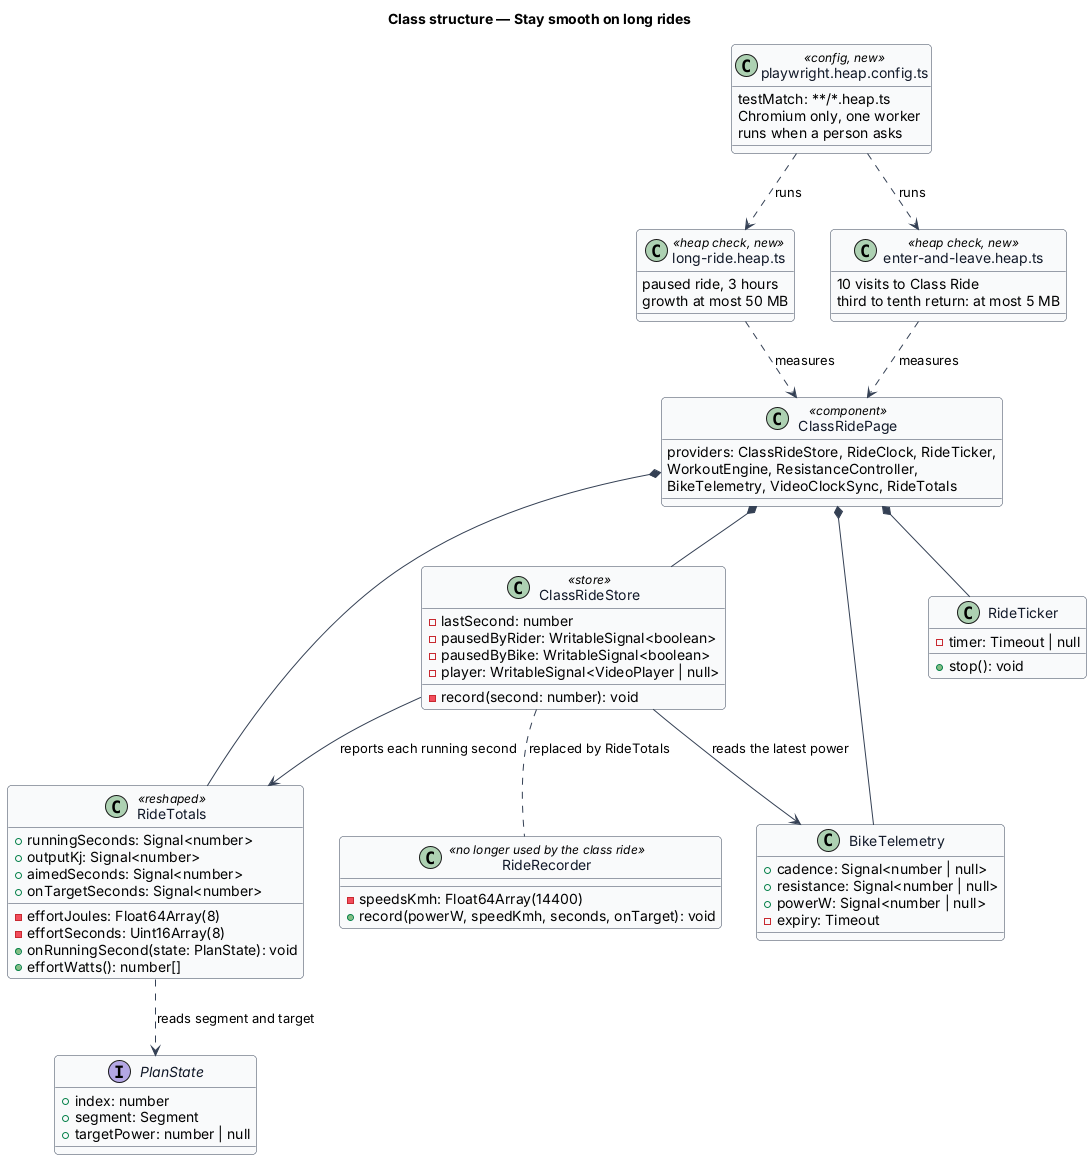 Class structure — Stay smooth on long rides
«config, new»
playwright.heap.config.ts
testMatch: **/*.heap.ts
Chromium only, one worker
runs when a person asks
runs
runs
«heap check, new»
long-ride.heap.ts
paused ride, 3 hours
growth at most 50 MB
«heap check, new»
enter-and-leave.heap.ts
10 visits to Class Ride
third to tenth return: at most 5 MB
measures
measures
«component»
ClassRidePage
providers: ClassRideStore, RideClock, RideTicker,
WorkoutEngine, ResistanceController,
BikeTelemetry, VideoClockSync, RideTotals
«store»
ClassRideStore
lastSecond: number
pausedByRider: WritableSignal<boolean>
pausedByBike: WritableSignal<boolean>
player: WritableSignal<VideoPlayer | null>
record(second: number): void
RideTicker
timer: Timeout | null
stop(): void
reports each running second
replaced by RideTotals
reads the latest power
«reshaped»
RideTotals
runningSeconds: Signal<number>
outputKj: Signal<number>
aimedSeconds: Signal<number>
onTargetSeconds: Signal<number>
effortJoules: Float64Array(8)
effortSeconds: Uint16Array(8)
onRunningSecond(state: PlanState): void
effortWatts(): number[]
«no longer used by the class ride»
RideRecorder
speedsKmh: Float64Array(14400)
record(powerW, speedKmh, seconds, onTarget): void
BikeTelemetry
cadence: Signal<number | null>
resistance: Signal<number | null>
powerW: Signal<number | null>
expiry: Timeout
reads segment and target
PlanState
index: number
segment: Segment
targetPower: number | null